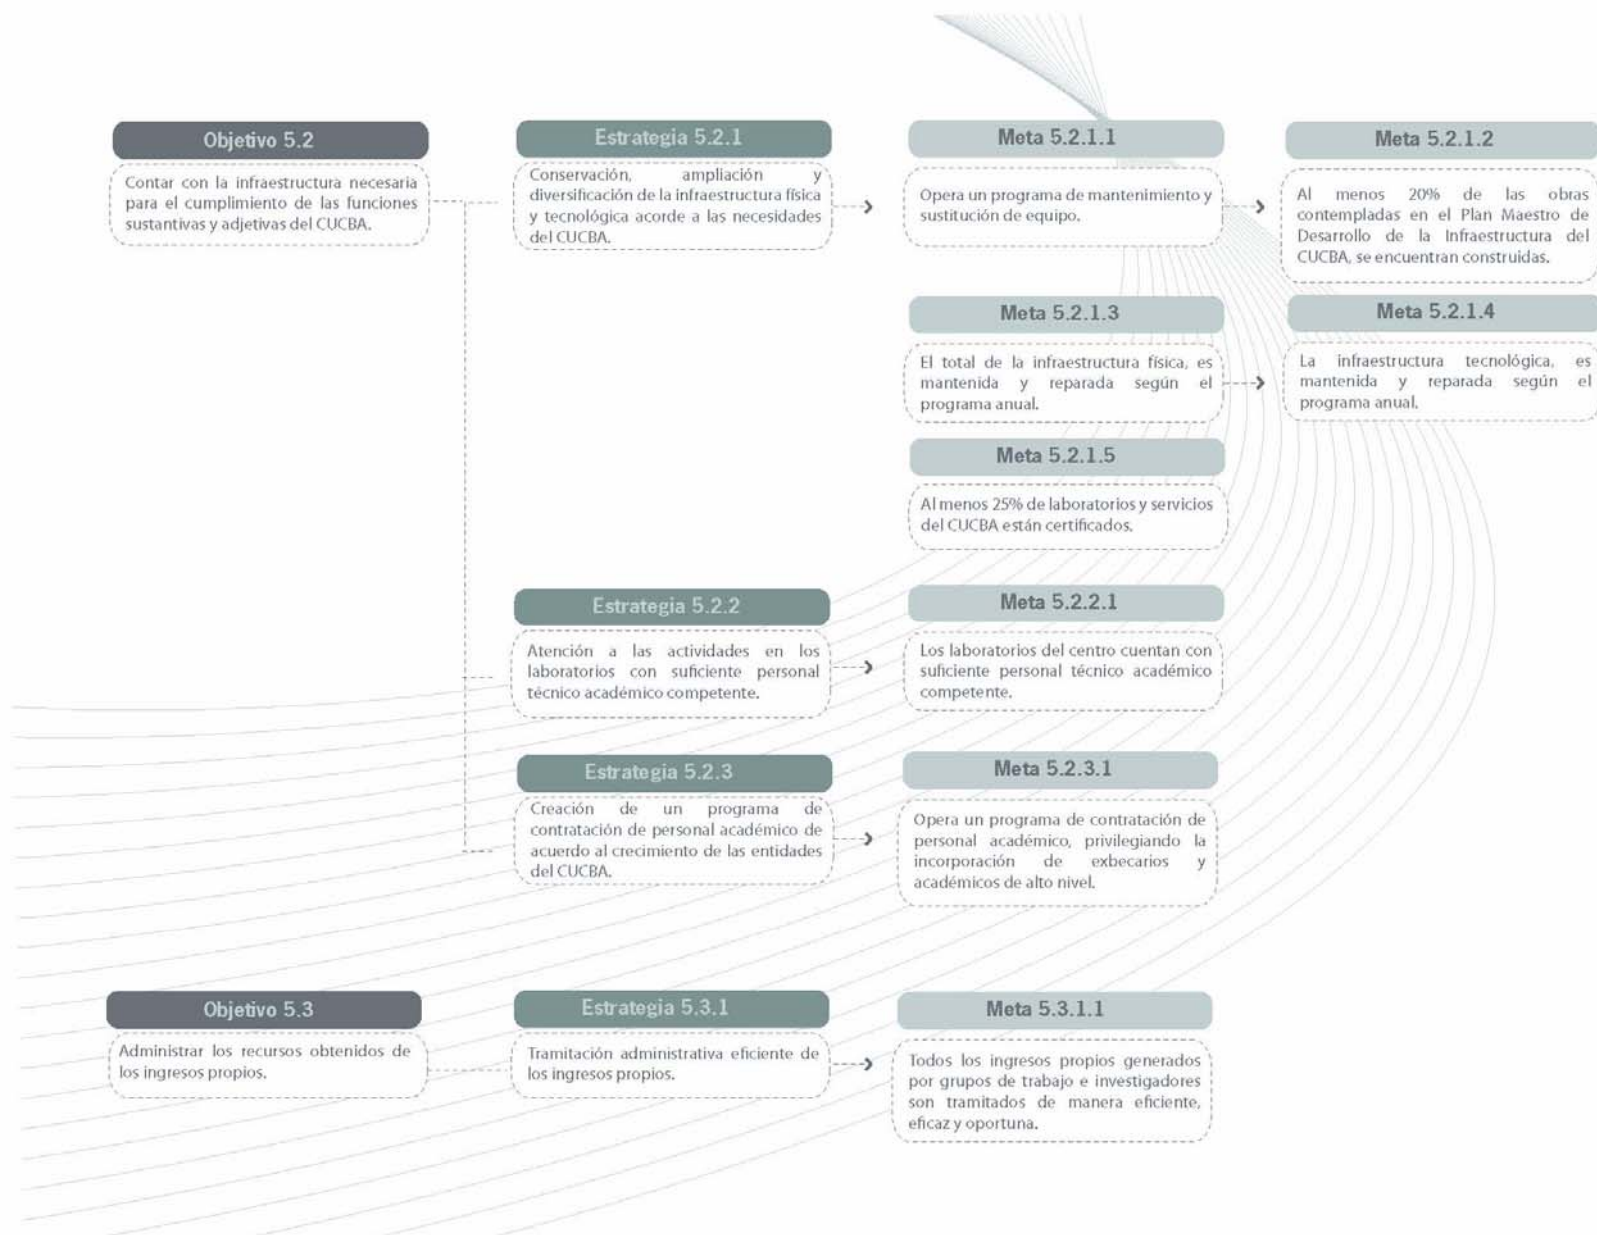 Objetivo 5.2
Contar con la infraestructura necesaria
para el cumplimiento de las funciones
sustantivas y adjetivas del CUCBA.
Estrategia 5.2.1
Conservación, ampliación y
diversificación de la infraestructura física
y tecnológica acorde a las necesidades
del CUCBA.
Meta 5.2.1.1
Opera un programa de mantenimiento y
sustitución de equipo.
Meta 5.2.1.2
Al menos 20% de las obras
contempladas en el Plan Maestro de
Desarrollo de la Infraestructura del
CUCBA, se encuentran construidas.
Meta 5.2.1.3
El total de la infraestructura física, es
mantenida y reparada según el
programa anual.
Meta 5.2.1.4
La infraestructura tecnológica, es
mantenida y reparada según el
programa anual.
Meta 5.2.1.5
Al menos 25% de laboratorios y servicios
del CUCBA están certificados.
Estrategia 5.2.2
Atención a las actividades en los
laboratorios con suficiente personal
técnico académico competente.
Meta 5.2.2.1
Los laboratorios del centro cuentan con
suficiente personal técnico académico
competente.
Estrategia 5.2.3
Creación de un programa de
contratación de personal académico de
acuerdo al crecimiento de las entidades
del CUCBA.
Meta 5.2.3.1
Opera un programa de contratación de
personal académico, privilegiando la
incorporación de exbecarios y
académicos de alto nivel.
Objetivo 5.3
Administrar los recursos obtenidos de
los ingresos propios.
Estrategia 5.3.1
Tramitación administrativa eficiente de
los ingresos propios.
Meta 5.3.1.1
Todos los ingresos propios generados
por grupos de trabajo e investigadores
son tramitados de manera eficiente,
eficaz y oportuna.